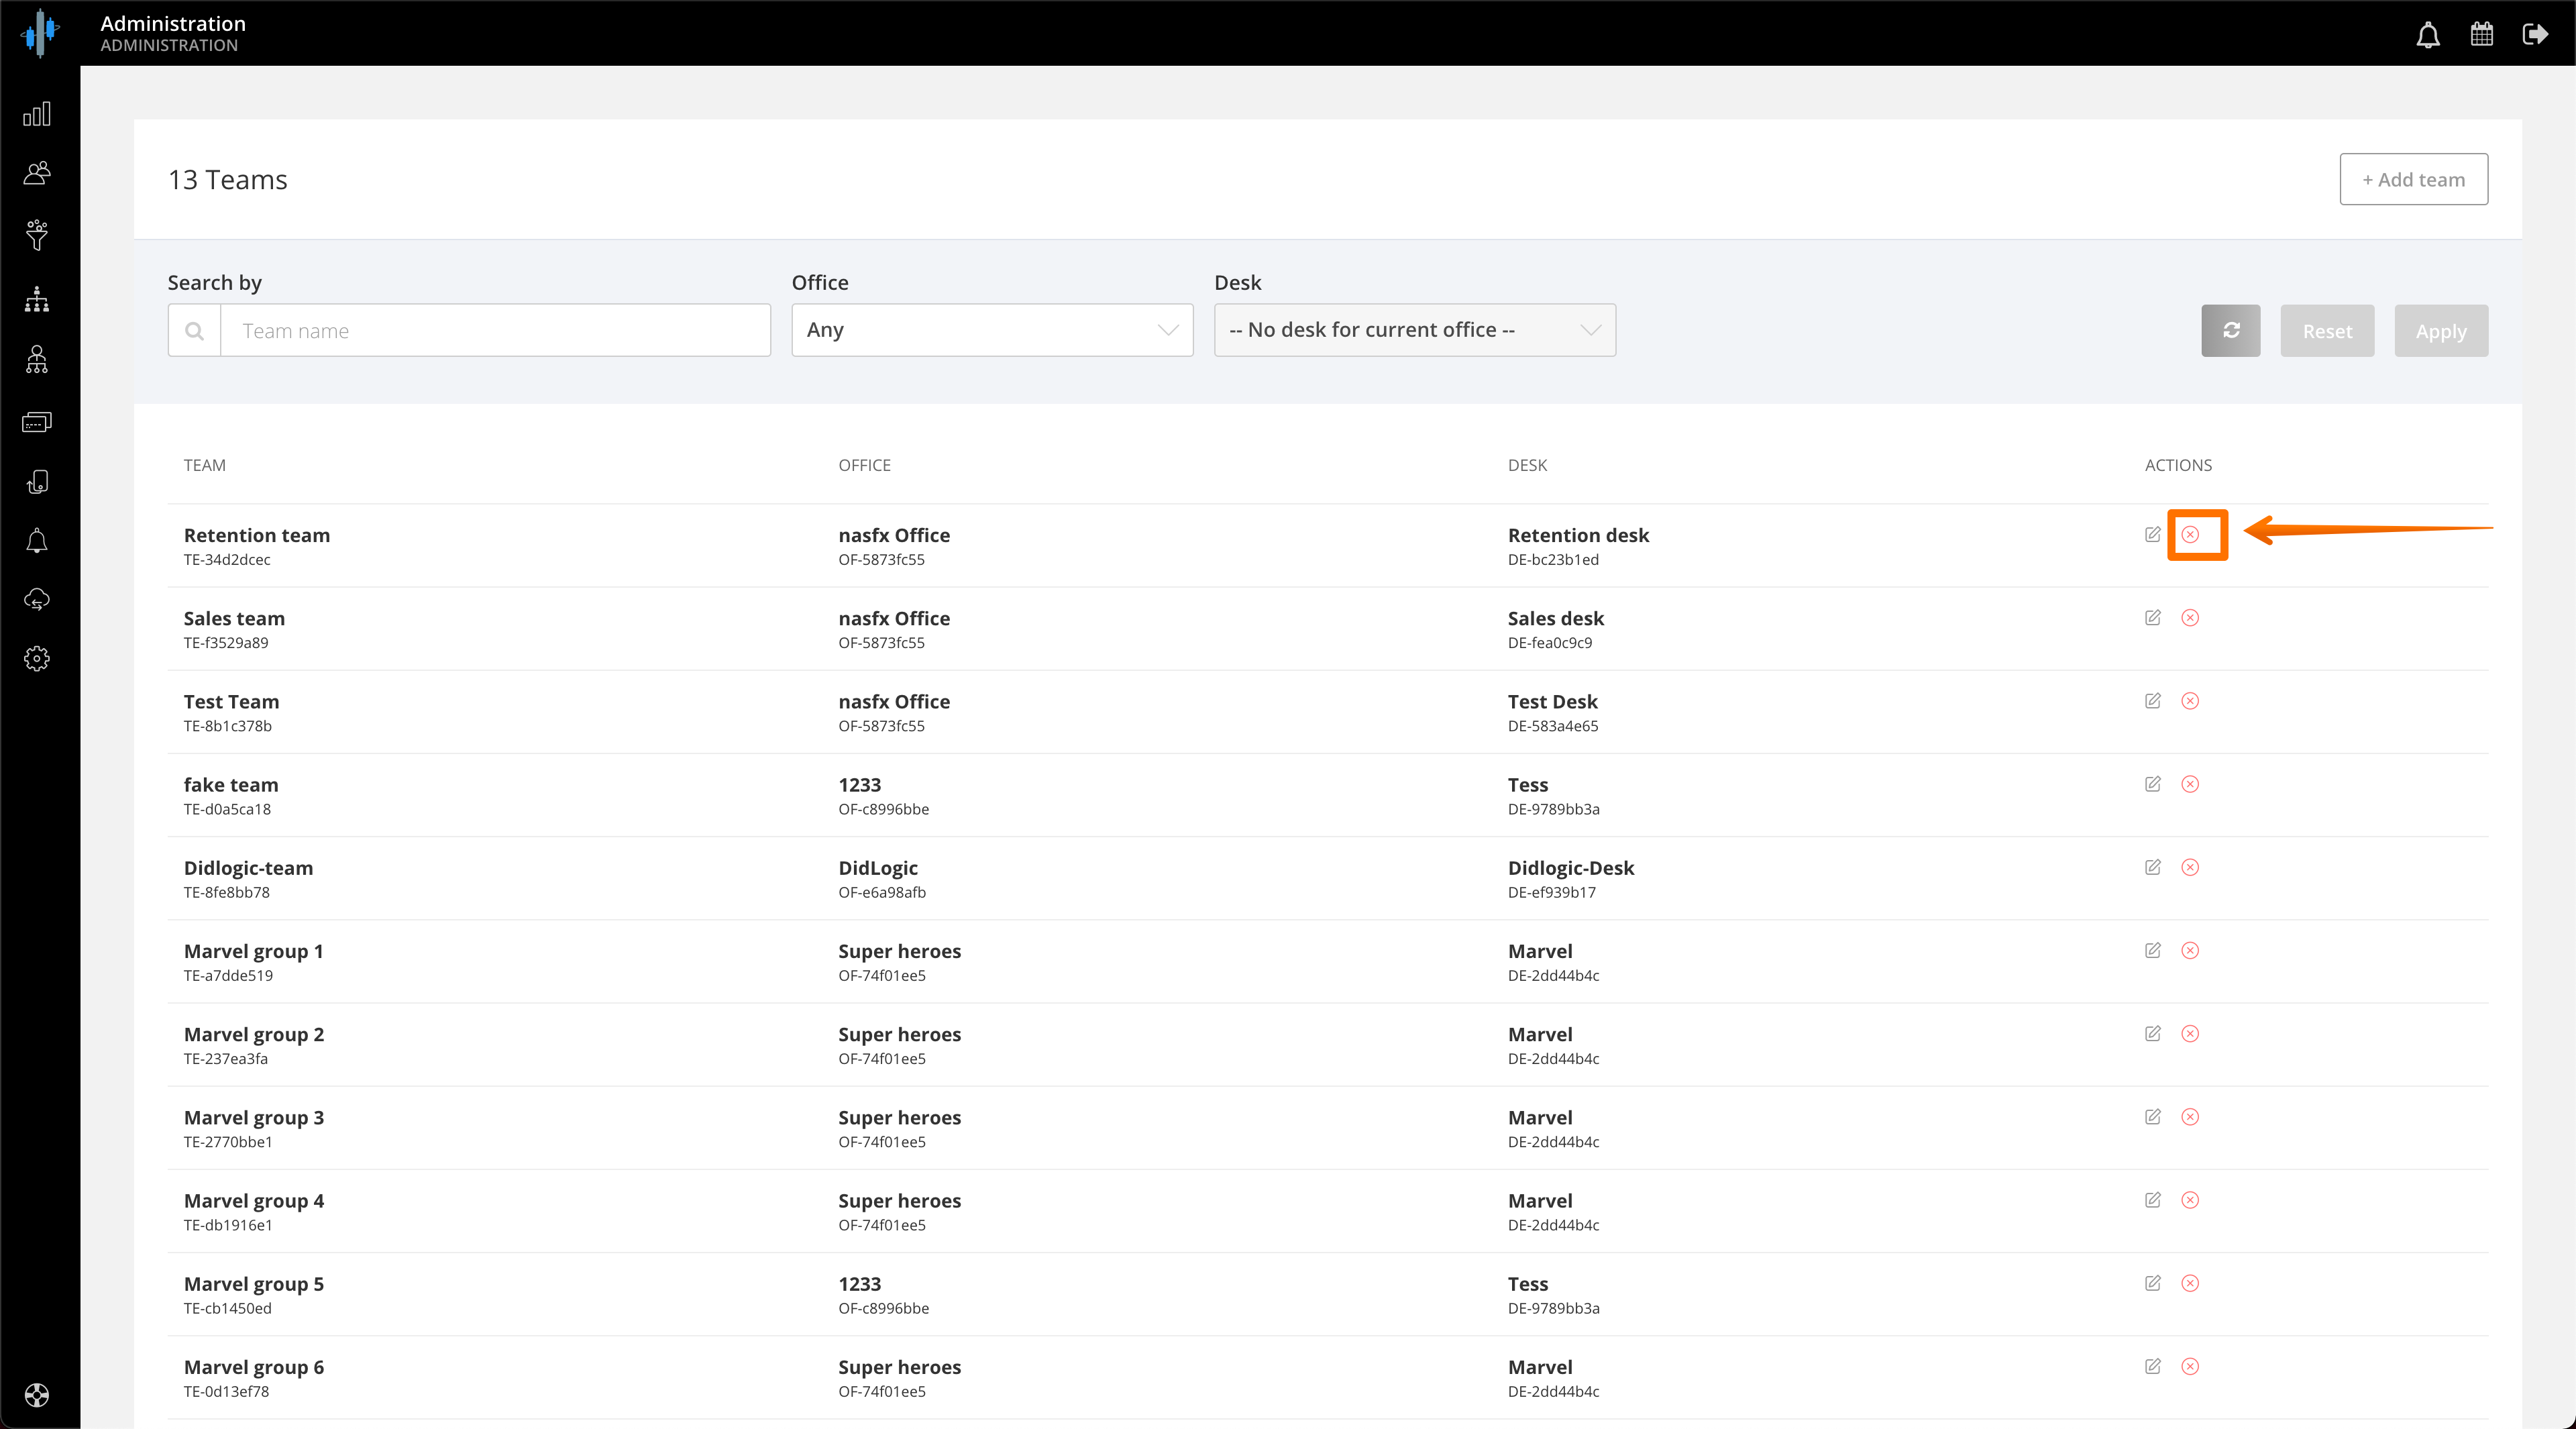 Administration
ADMINISTRATION
13 Teams
+ Add team
Search by
Office
Desk
Team name
Any
-- No desk for current office --
Reset
Apply
TEAM OFFICE DESK ACTIONS
Retention team nasfx Office Retention desk
TE-34d2dcec OF-5873fc55 DE-bc23b1ed
Sales team nasfx Office Sales desk
TE-f3529a89 OF-5873fc55 DE-fea0c9c9
Test Team nasfx Office Test Desk
TE-8b1c378b OF-5873fc55 DE-583a4e65
fake team 1233 Tess
TE-d0a5ca18 OF-c8996bbe DE-9789bb3a
Didlogic-team DidLogic Didlogic-Desk
TE-8fe8bb78 OF-e6a98afb DE-ef939b17
Marvel group 1 Super heroes Marvel
TE-a7dde519 OF-74f01ee5 DE-2dd44b4c
Marvel group 2 Super heroes Marvel
TE-237ea3fa OF-74f01ee5 DE-2dd44b4c
Marvel group 3 Super heroes Marvel
TE-2770bbe1 OF-74f01ee5 DE-2dd44b4c
Marvel group 4 Super heroes Marvel
TE-db1916e1 OF-74f01ee5 DE-2dd44b4c
Marvel group 5 1233 Tess
TE-cb1450ed OF-c8996bbe DE-9789bb3a
Marvel group 6 Super heroes Marvel
TE-0d13ef78 OF-74f01ee5 DE-2dd44b4c